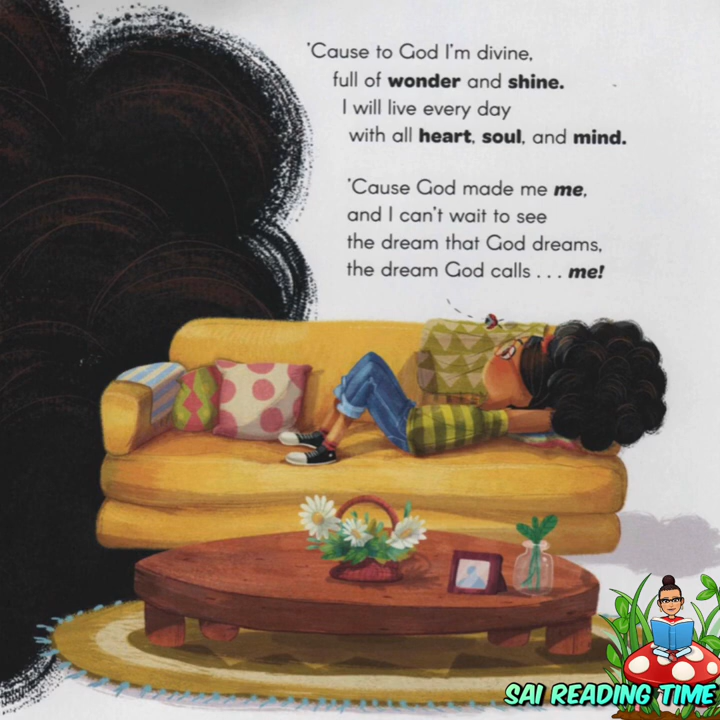 'Cause to God I'm divine,
full of wonder and shine.
I will live every day
with all heart, soul, and mind.
'Cause God made me me,
and I can't wait to see
the dream that God dreams,
the dream God calls . . . me!
SAI READING TIME